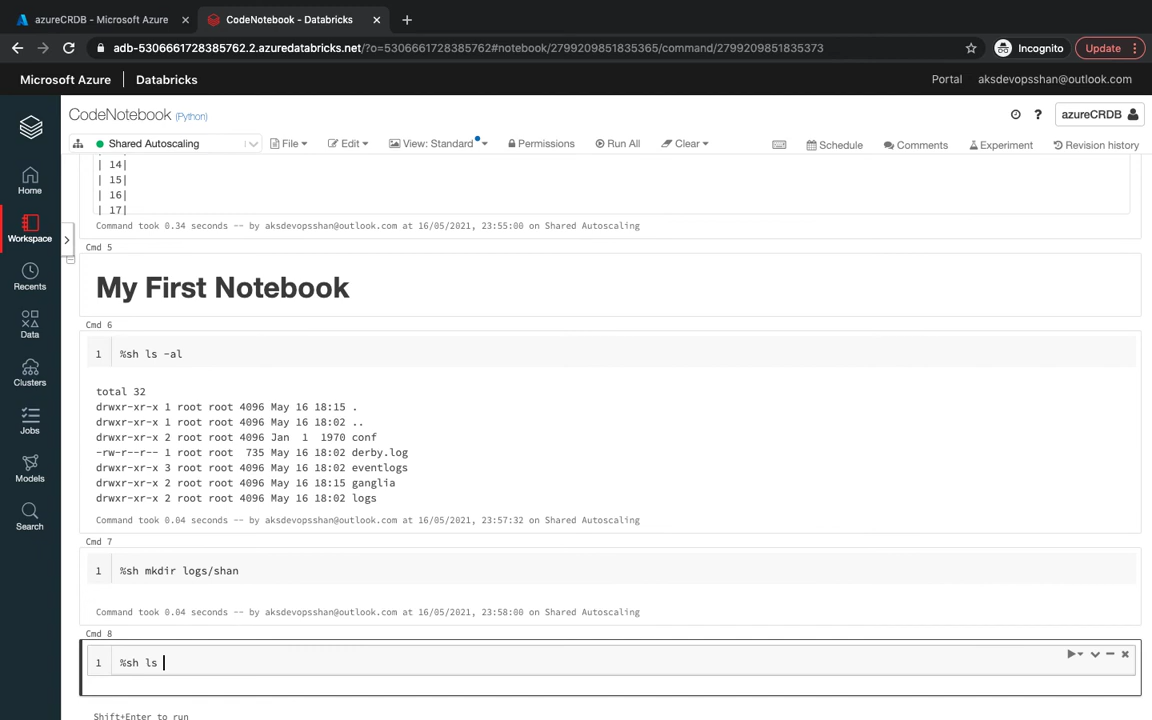 azureCRDB - Microsoft Azure
CodeNotebook - Databricks
adb-5306661728385762.2.azuredatabricks.net/?o=5306661728385762#notebook/2799209851835365/command/2799209851835373
Incognito
Update
Microsoft Azure
Databricks
Portal
aksdevopsshan@outlook.com
CodeNotebook (Python)
azureCRDB
Shared Autoscaling
File
Edit
View: Standard
Permissions
Run All
Clear
Schedule
Comments
Experiment
Revision history
Home
Workspace
Recents
Data
Clusters
Jobs
Models
Search
| 14|
| 15|
| 16|
| 17|
Command took 0.34 seconds -- by aksdevopsshan@outlook.com at 16/05/2021, 23:55:00 on Shared Autoscaling
Cmd 5
My First Notebook
Cmd 6
1 %sh ls -al
total 32
drwxr-xr-x 1 root root 4096 May 16 18:15 .
drwxr-xr-x 1 root root 4096 May 16 18:02 ..
drwxr-xr-x 2 root root 4096 Jan  1  1970 conf
-rw-r--r-- 1 root root  735 May 16 18:02 derby.log
drwxr-xr-x 3 root root 4096 May 16 18:02 eventlogs
drwxr-xr-x 2 root root 4096 May 16 18:15 ganglia
drwxr-xr-x 2 root root 4096 May 16 18:02 logs
Command took 0.04 seconds -- by aksdevopsshan@outlook.com at 16/05/2021, 23:57:32 on Shared Autoscaling
Cmd 7
1 %sh mkdir logs/shan
Command took 0.04 seconds -- by aksdevopsshan@outlook.com at 16/05/2021, 23:58:00 on Shared Autoscaling
Cmd 8
1 %sh ls
Shift+Enter to run